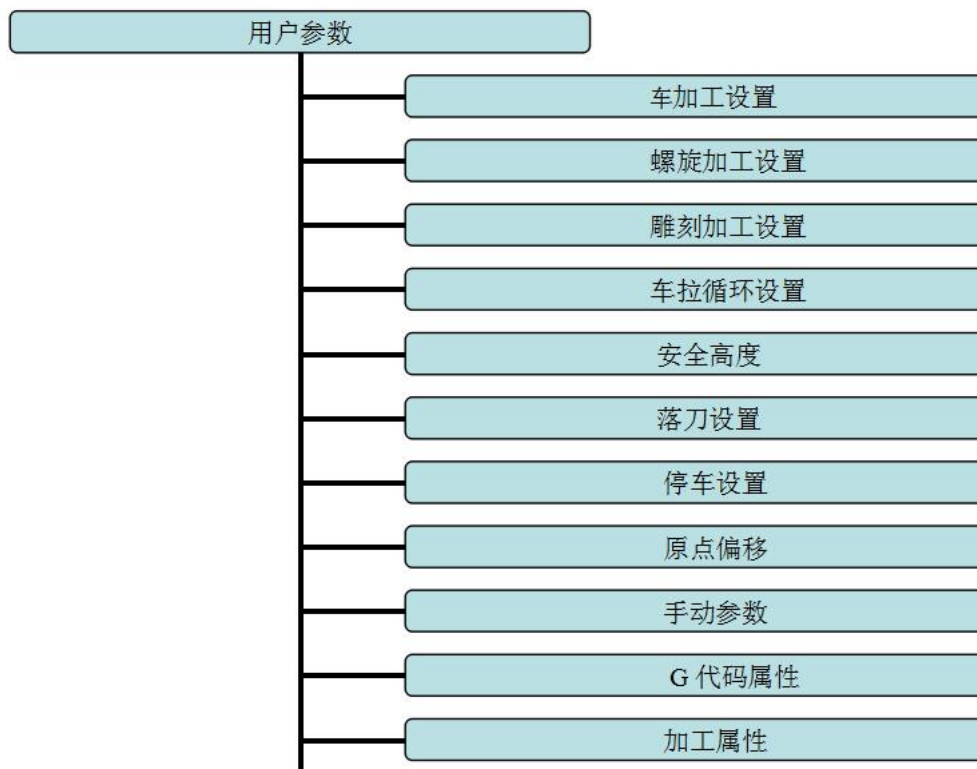 用户参数
车加工设置
螺旋加工设置
雕刻加工设置
车拉循环设置
安全高度
落刀设置
停车设置
原点偏移
手动参数
G 代码属性
加工属性